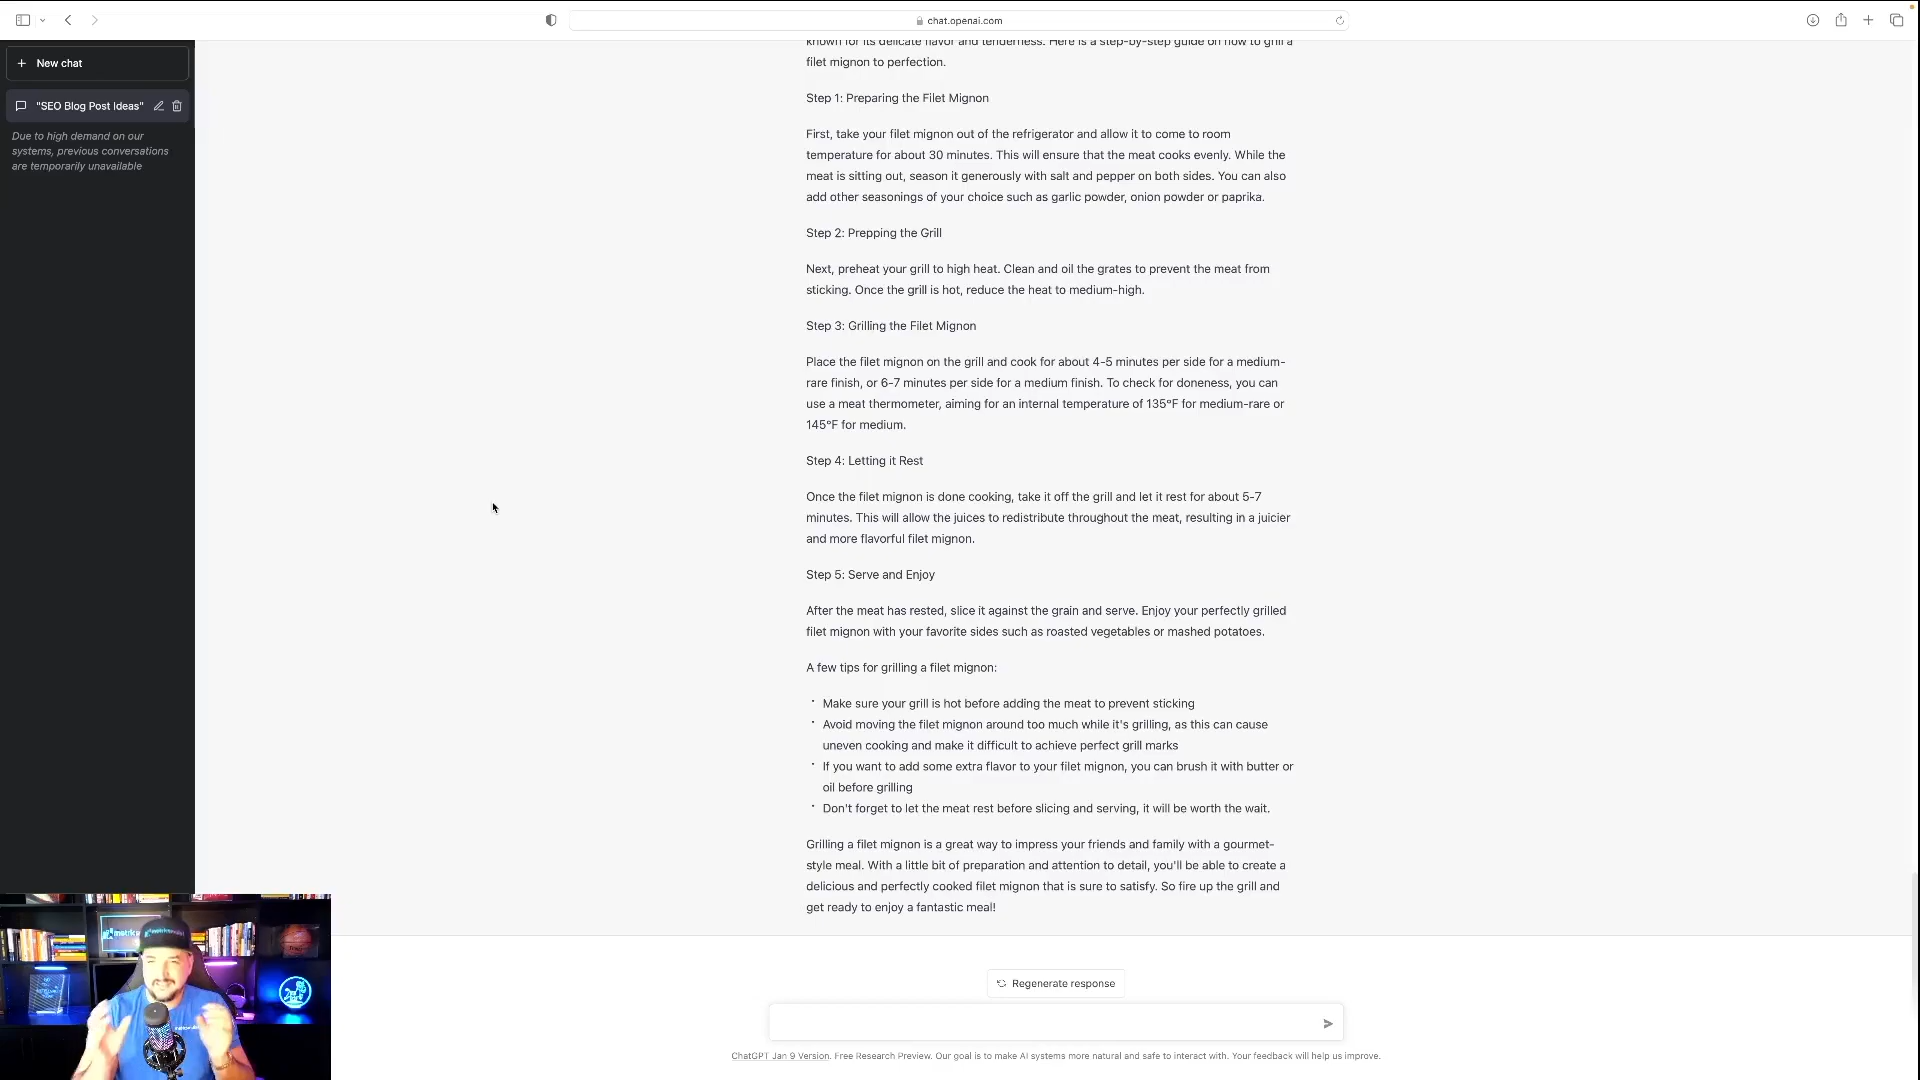 chat.openai.com
New chat
"SEO Blog Post Ideas"
Due to high demand on our
systems, previous conversations
are temporarily unavailable
known for its delicate flavor and tenderness. Here is a step-by-step guide on how to grill a
filet mignon to perfection.
Step 1: Preparing the Filet Mignon
First, take your filet mignon out of the refrigerator and allow it to come to room
temperature for about 30 minutes. This will ensure that the meat cooks evenly. While the
meat is sitting out, season it generously with salt and pepper on both sides. You can also
add other seasonings of your choice such as garlic powder, onion powder or paprika.
Step 2: Prepping the Grill
Next, preheat your grill to high heat. Clean and oil the grates to prevent the meat from
sticking. Once the grill is hot, reduce the heat to medium-high.
Step 3: Grilling the Filet Mignon
Place the filet mignon on the grill and cook for about 4-5 minutes per side for a medium-
rare finish, or 6-7 minutes per side for a medium finish. To check for doneness, you can
use a meat thermometer, aiming for an internal temperature of 135°F for medium-rare or
145°F for medium.
Step 4: Letting it Rest
Once the filet mignon is done cooking, take it off the grill and let it rest for about 5-7
minutes. This will allow the juices to redistribute throughout the meat, resulting in a juicier
and more flavorful filet mignon.
Step 5: Serve and Enjoy
After the meat has rested, slice it against the grain and serve. Enjoy your perfectly grilled
filet mignon with your favorite sides such as roasted vegetables or mashed potatoes.
A few tips for grilling a filet mignon:
• Make sure your grill is hot before adding the meat to prevent sticking
• Avoid moving the filet mignon around too much while it's grilling, as this can cause
uneven cooking and make it difficult to achieve perfect grill marks
• If you want to add some extra flavor to your filet mignon, you can brush it with butter or
oil before grilling
• Don't forget to let the meat rest before slicing and serving, it will be worth the wait.
Grilling a filet mignon is a great way to impress your friends and family with a gourmet-
style meal. With a little bit of preparation and attention to detail, you'll be able to create a
delicious and perfectly cooked filet mignon that is sure to satisfy. So fire up the grill and
get ready to enjoy a fantastic meal!
Regenerate response
ChatGPT Jan 9 Version. Free Research Preview. Our goal is to make AI systems more natural and safe to interact with. Your feedback will help us improve.